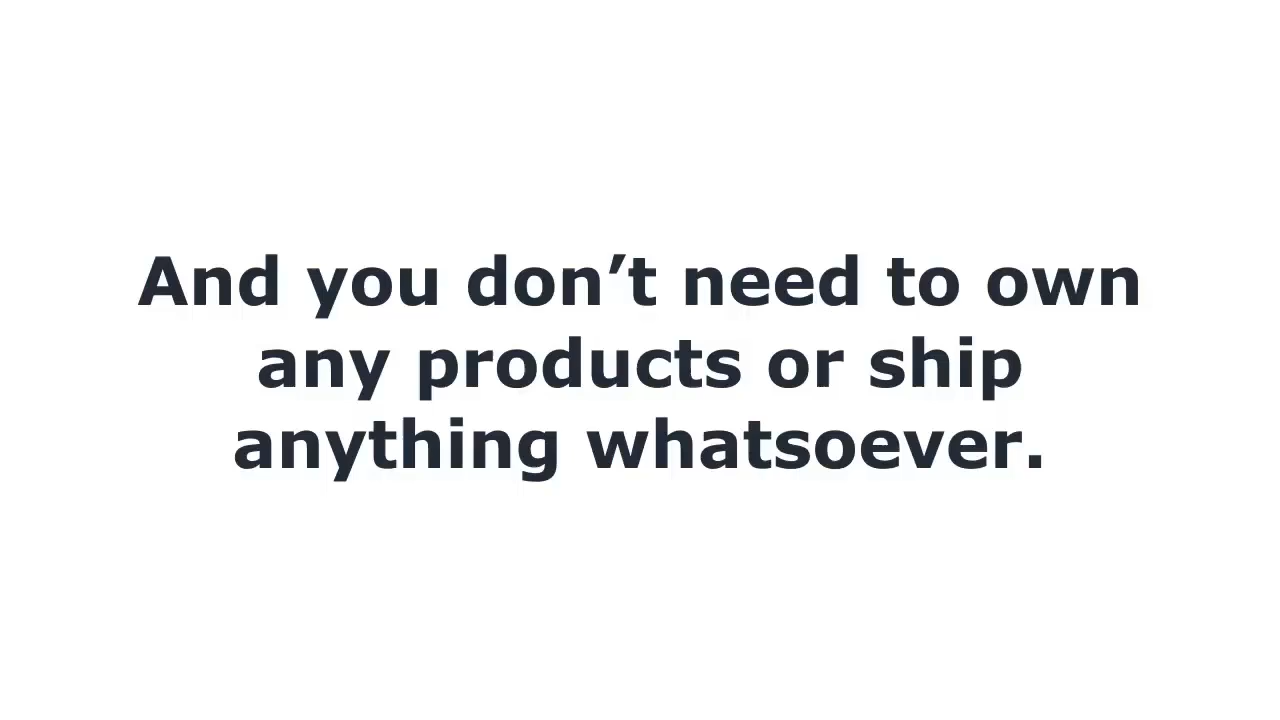 And you don’t need to own
any products or ship
anything whatsoever.